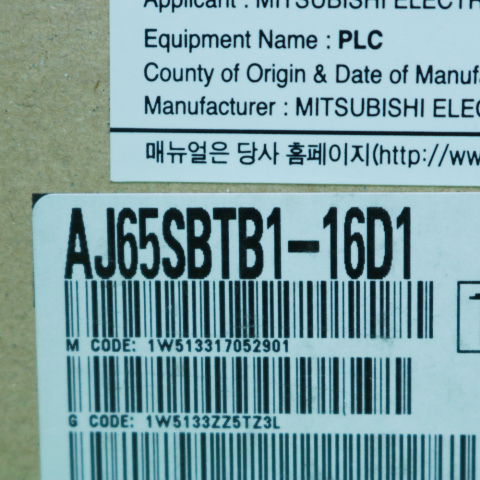 Applicant : MITSUBISHI ELECTR
Equipment Name : PLC
County of Origin & Date of Manufa
Manufacturer : MITSUBISHI ELEC
매뉴얼은 당사 홈페이지(http://ww
AJ65SBTB1-16D1
M CODE: 1W513317052901
G CODE: 1W5133ZZ5TZ3L